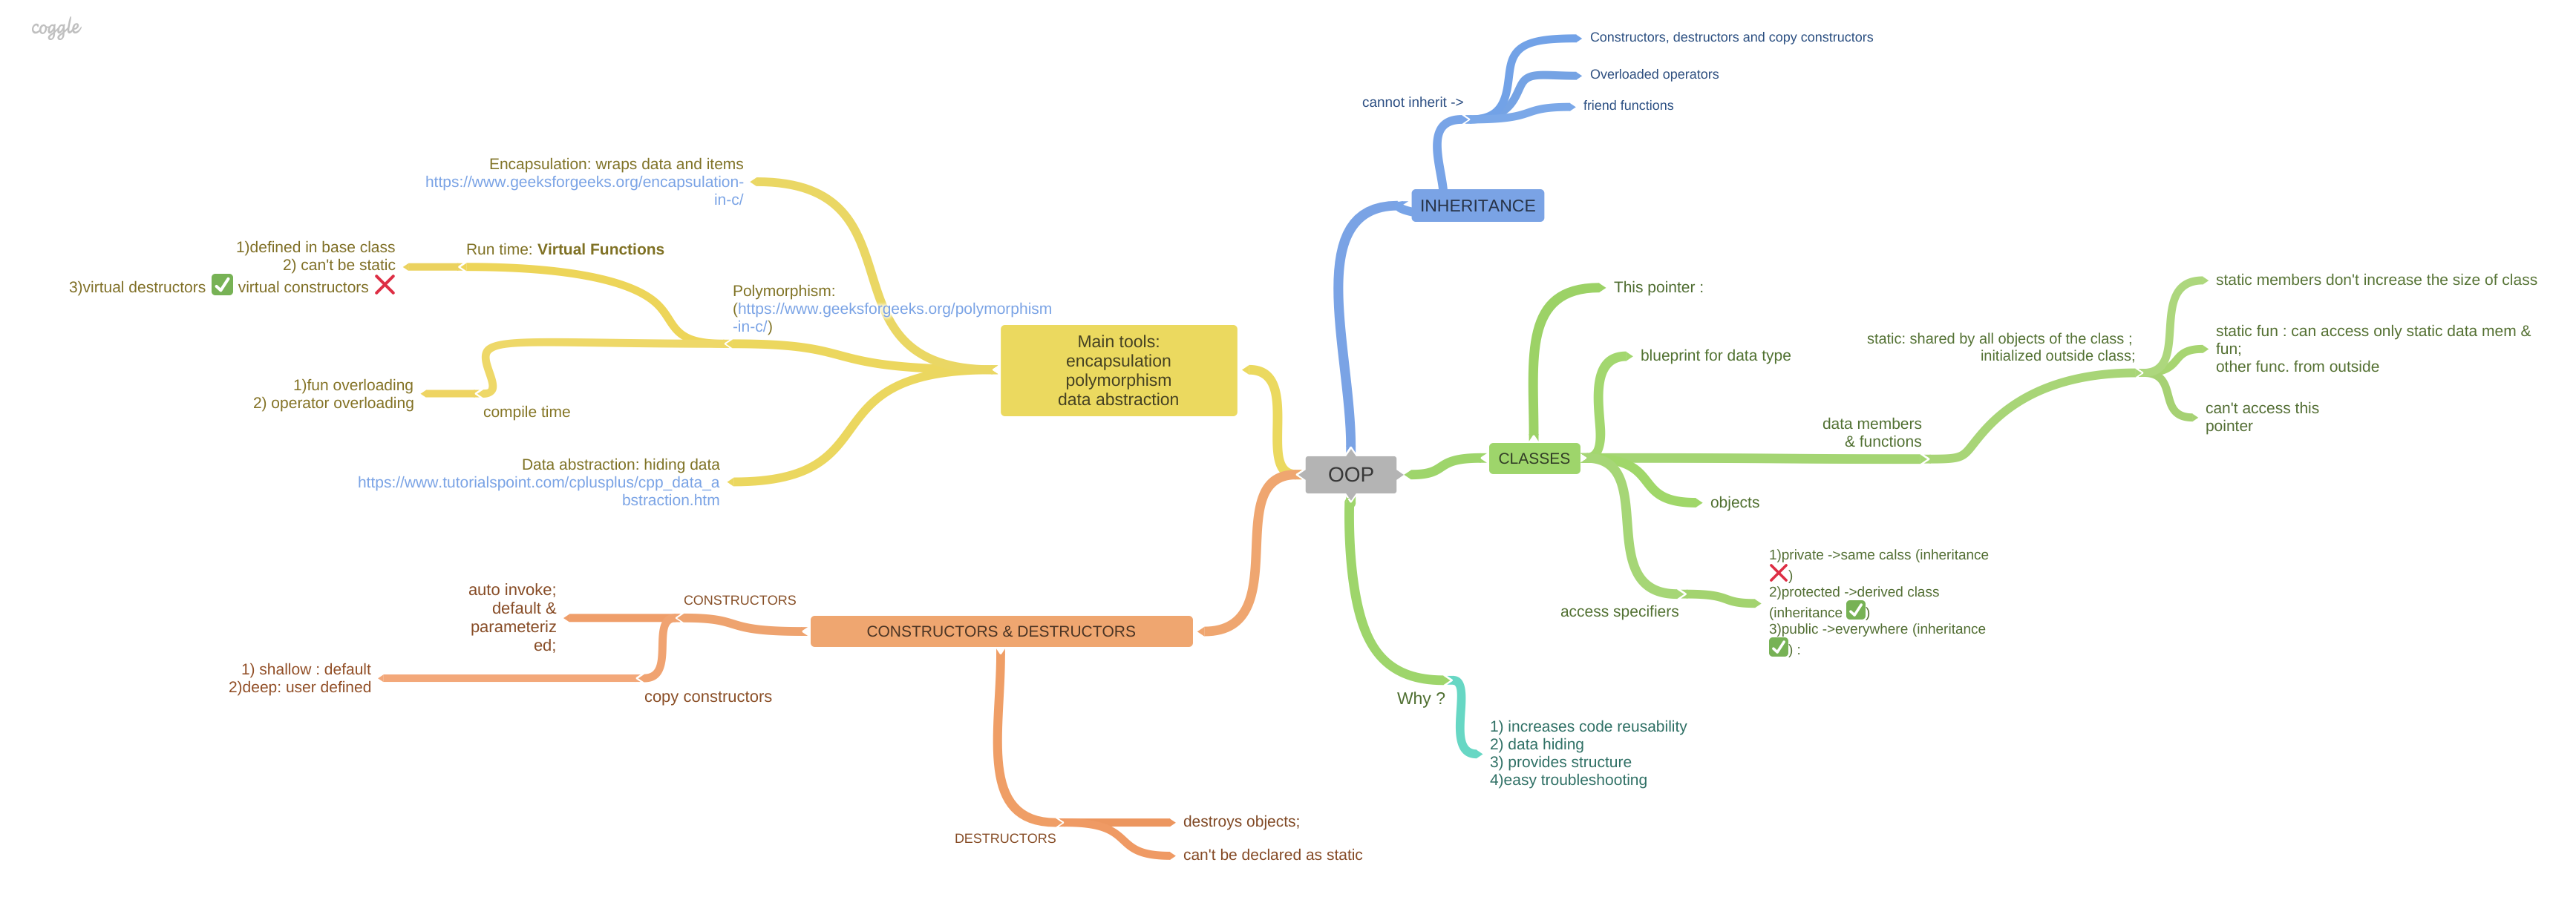 coggle
Constructors, destructors and copy constructors
Overloaded operators
cannot inherit ->
friend functions
INHERITANCE
Encapsulation: wraps data and items
https://www.geeksforgeeks.org/encapsulation-
in-c/
1)defined in base class
2) can't be static
3)virtual destructors ✅ virtual constructors ❌
Run time: Virtual Functions
Polymorphism:
(https://www.geeksforgeeks.org/polymorphism
-in-c/)
Main tools:
encapsulation
polymorphism
data abstraction
1)fun overloading
2) operator overloading
compile time
Data abstraction: hiding data
https://www.tutorialspoint.com/cplusplus/cpp_data_a
bstraction.htm
OOP
This pointer :
blueprint for data type
static: shared by all objects of the class ;
initialized outside class;
static members don't increase the size of class
static fun : can access only static data mem &
fun;
other func. from outside
can't access this
pointer
data members
& functions
CLASSES
objects
access specifiers
1)private ->same calss (inheritance
❌)
2)protected ->derived class
(inheritance ✅)
3)public ->everywhere (inheritance
✅) :
auto invoke;
default &
parameteriz
ed;
CONSTRUCTORS
CONSTRUCTORS & DESTRUCTORS
1) shallow : default
2)deep: user defined
copy constructors
Why ?
1) increases code reusability
2) data hiding
3) provides structure
4)easy troubleshooting
DESTRUCTORS
destroys objects;
can't be declared as static